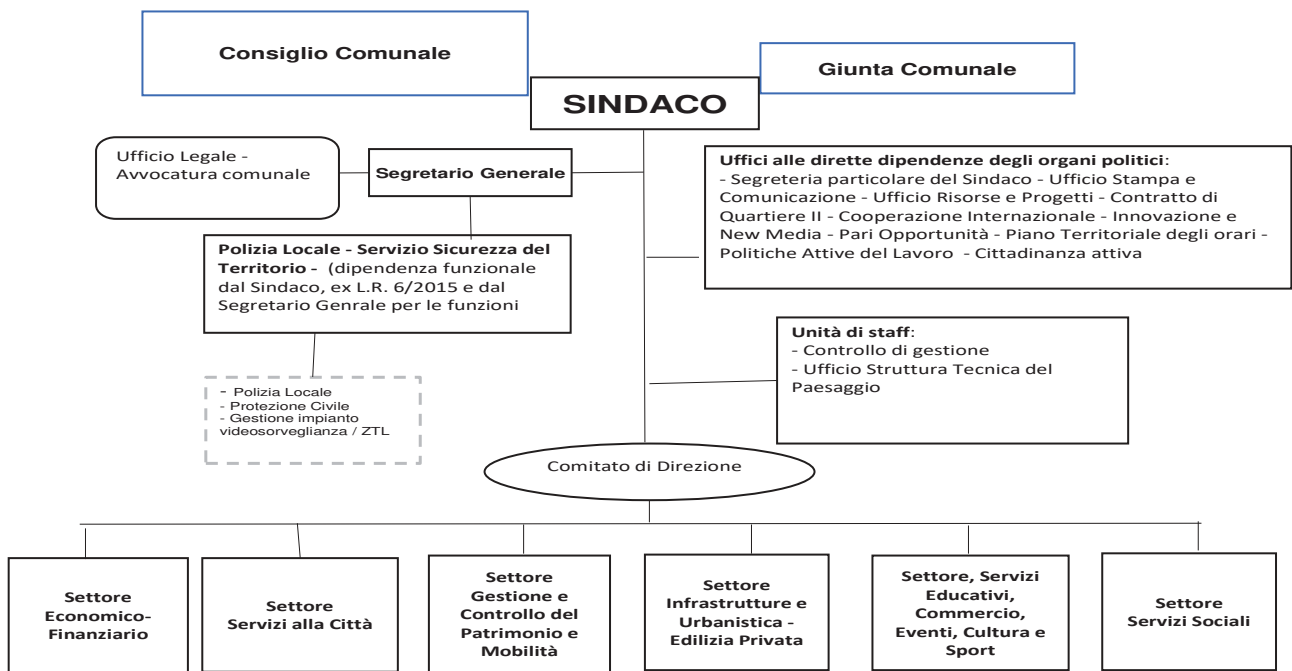 Consiglio Comunale
Giunta Comunale
SINDACO
Ufficio Legale -
Avvocatura comunale
Segretario Generale
Uffici alle dirette dipendenze degli organi politici:
- Segreteria particolare del Sindaco - Ufficio Stampa e
Comunicazione - Ufficio Risorse e Progetti - Contratto di
Quartiere II - Cooperazione Internazionale - Innovazione e
New Media - Pari Opportunità - Piano Territoriale degli orari -
Politiche Attive del Lavoro - Cittadinanza attiva
Polizia Locale - Servizio Sicurezza del
Territorio - (dipendenza funzionale
dal Sindaco, ex L.R. 6/2015 e dal
Segretario Genrale per le funzioni
Unità di staff:
- Controllo di gestione
- Ufficio Struttura Tecnica del
Paesaggio
- Polizia Locale
- Protezione Civile
- Gestione impianto
videosorveglianza / ZTL
Comitato di Direzione
Settore
Economico-
Finanziario
Settore
Servizi alla Città
Settore
Gestione e
Controllo del
Patrimonio e
Mobilità
Settore
Infrastrutture e
Urbanistica -
Edilizia Privata
Settore, Servizi
Educativi,
Commercio,
Eventi, Cultura e
Sport
Settore
Servizi Sociali